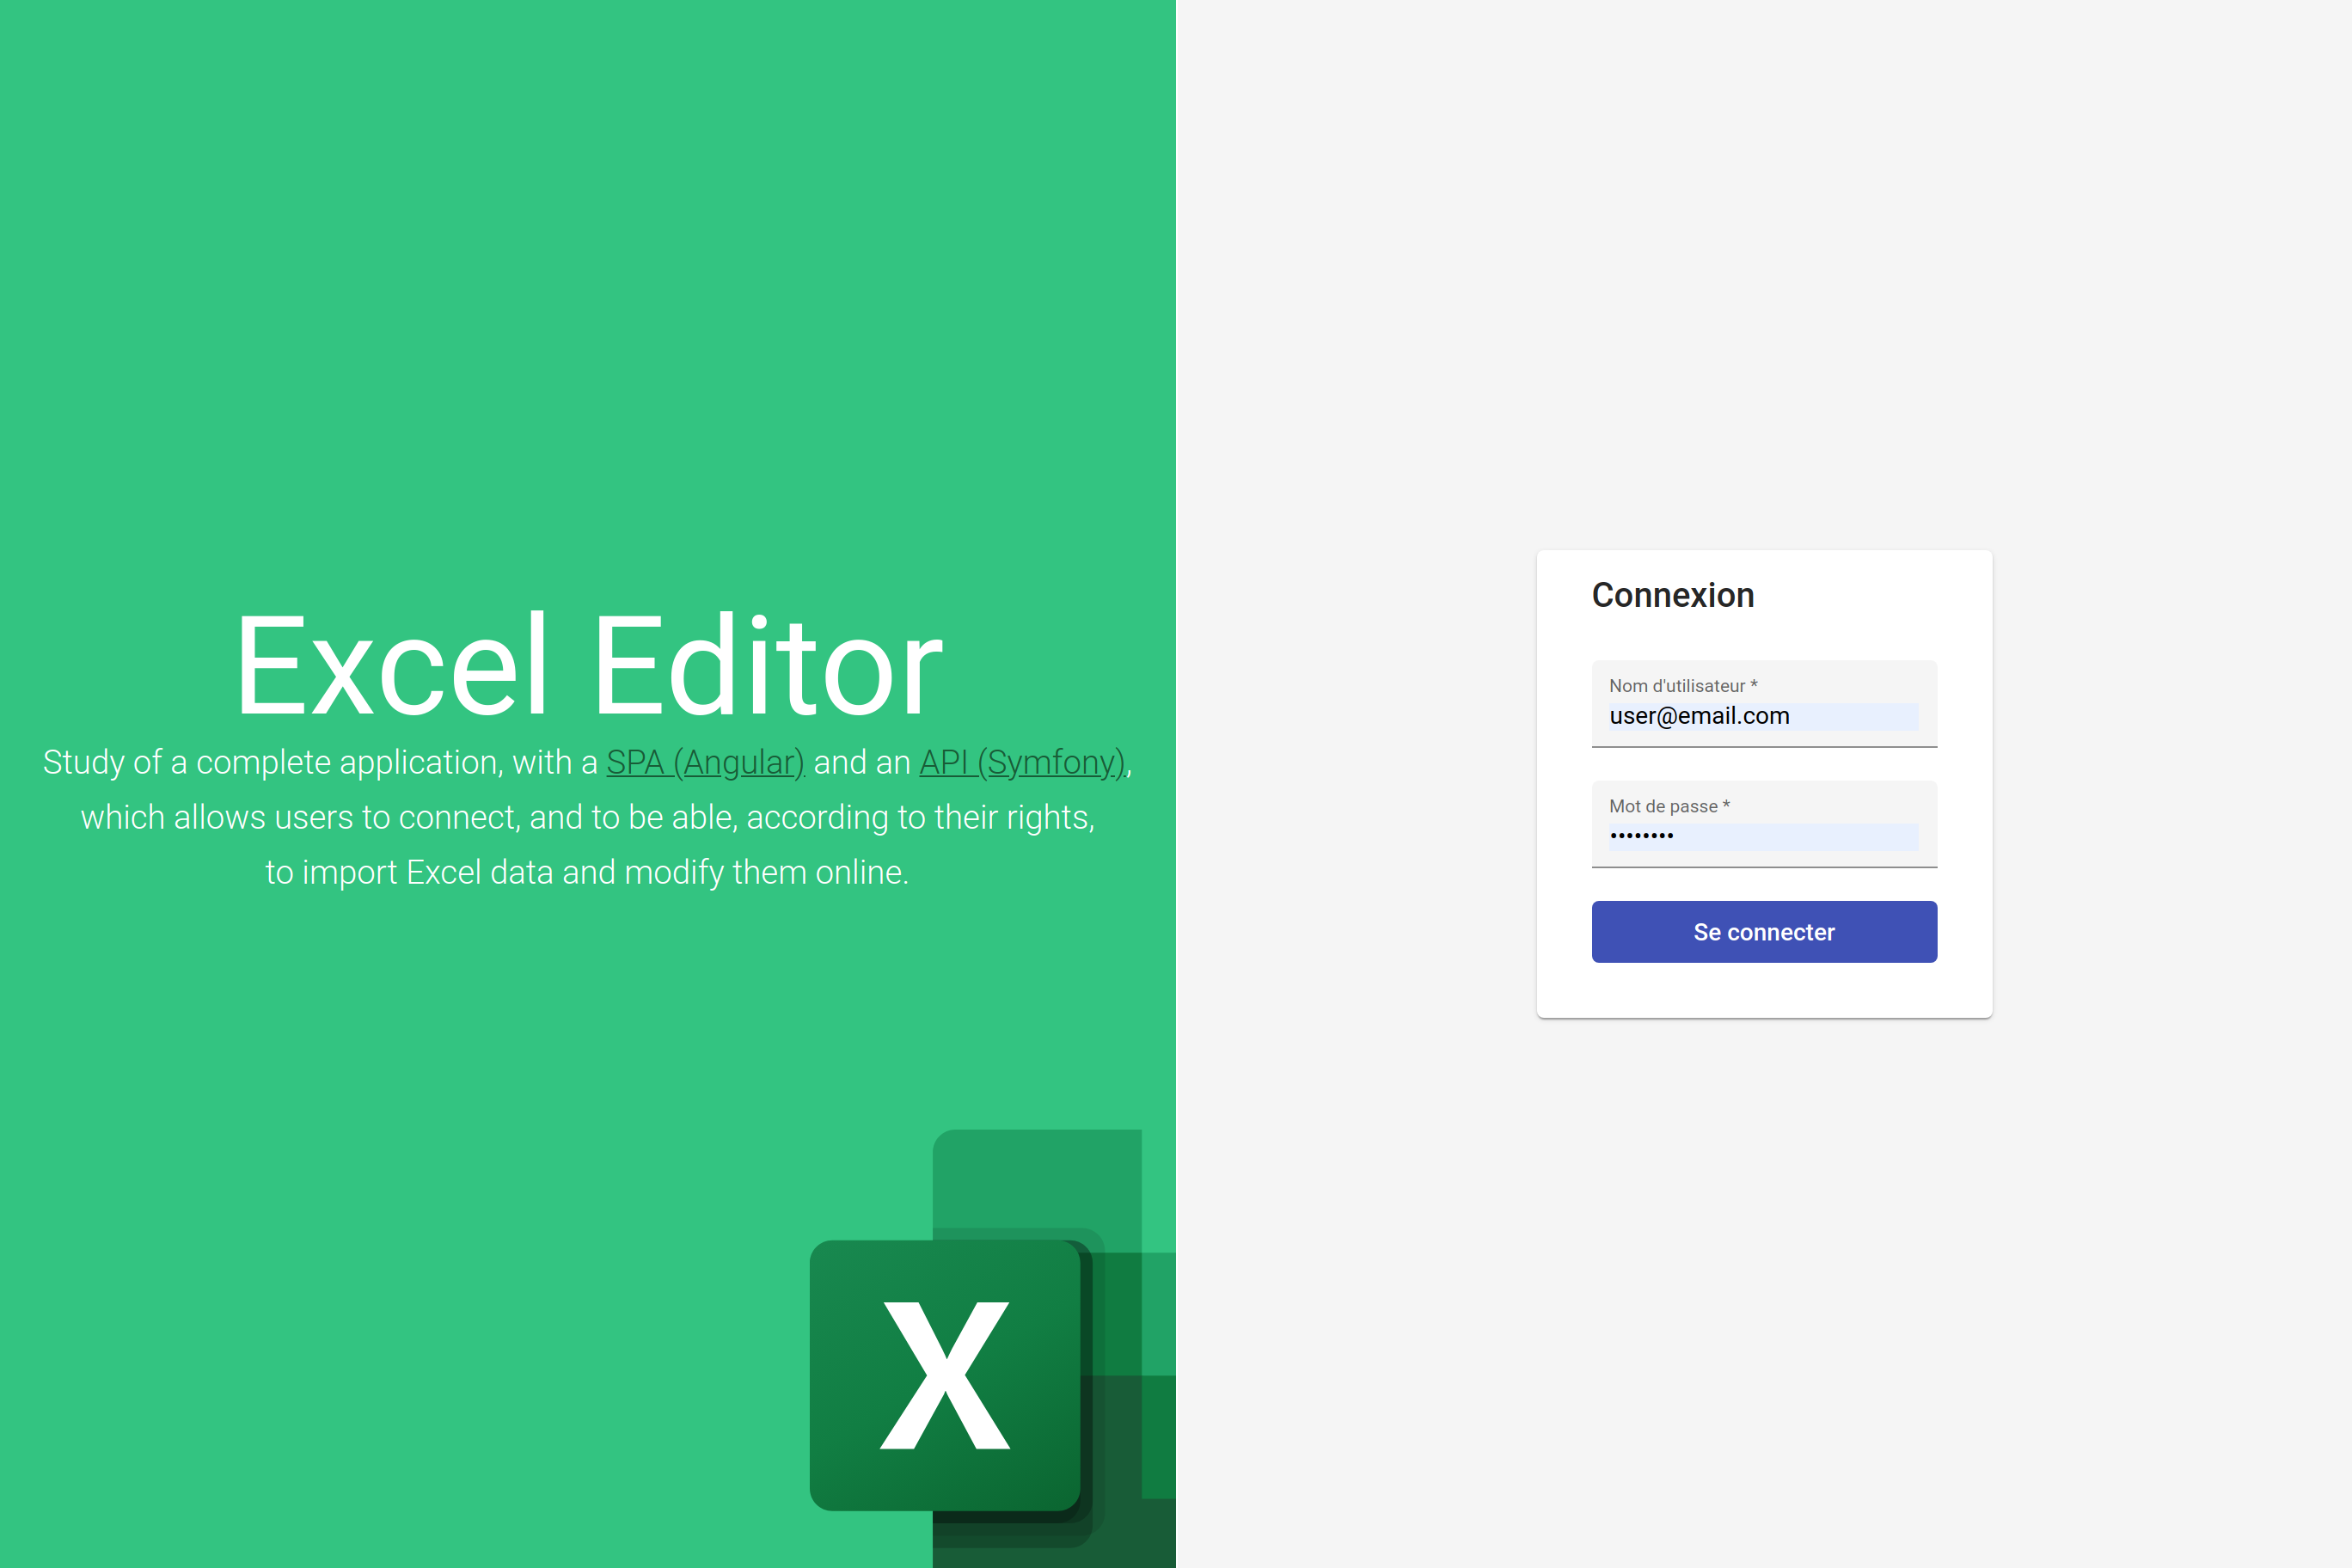 Excel Editor
Study of a complete application, with a SPA (Angular) and an API (Symfony),
which allows users to connect, and to be able, according to their rights,
to import Excel data and modify them online.
X
Connexion
Nom d'utilisateur *
user@email.com
Mot de passe *
••••••••
Se connecter